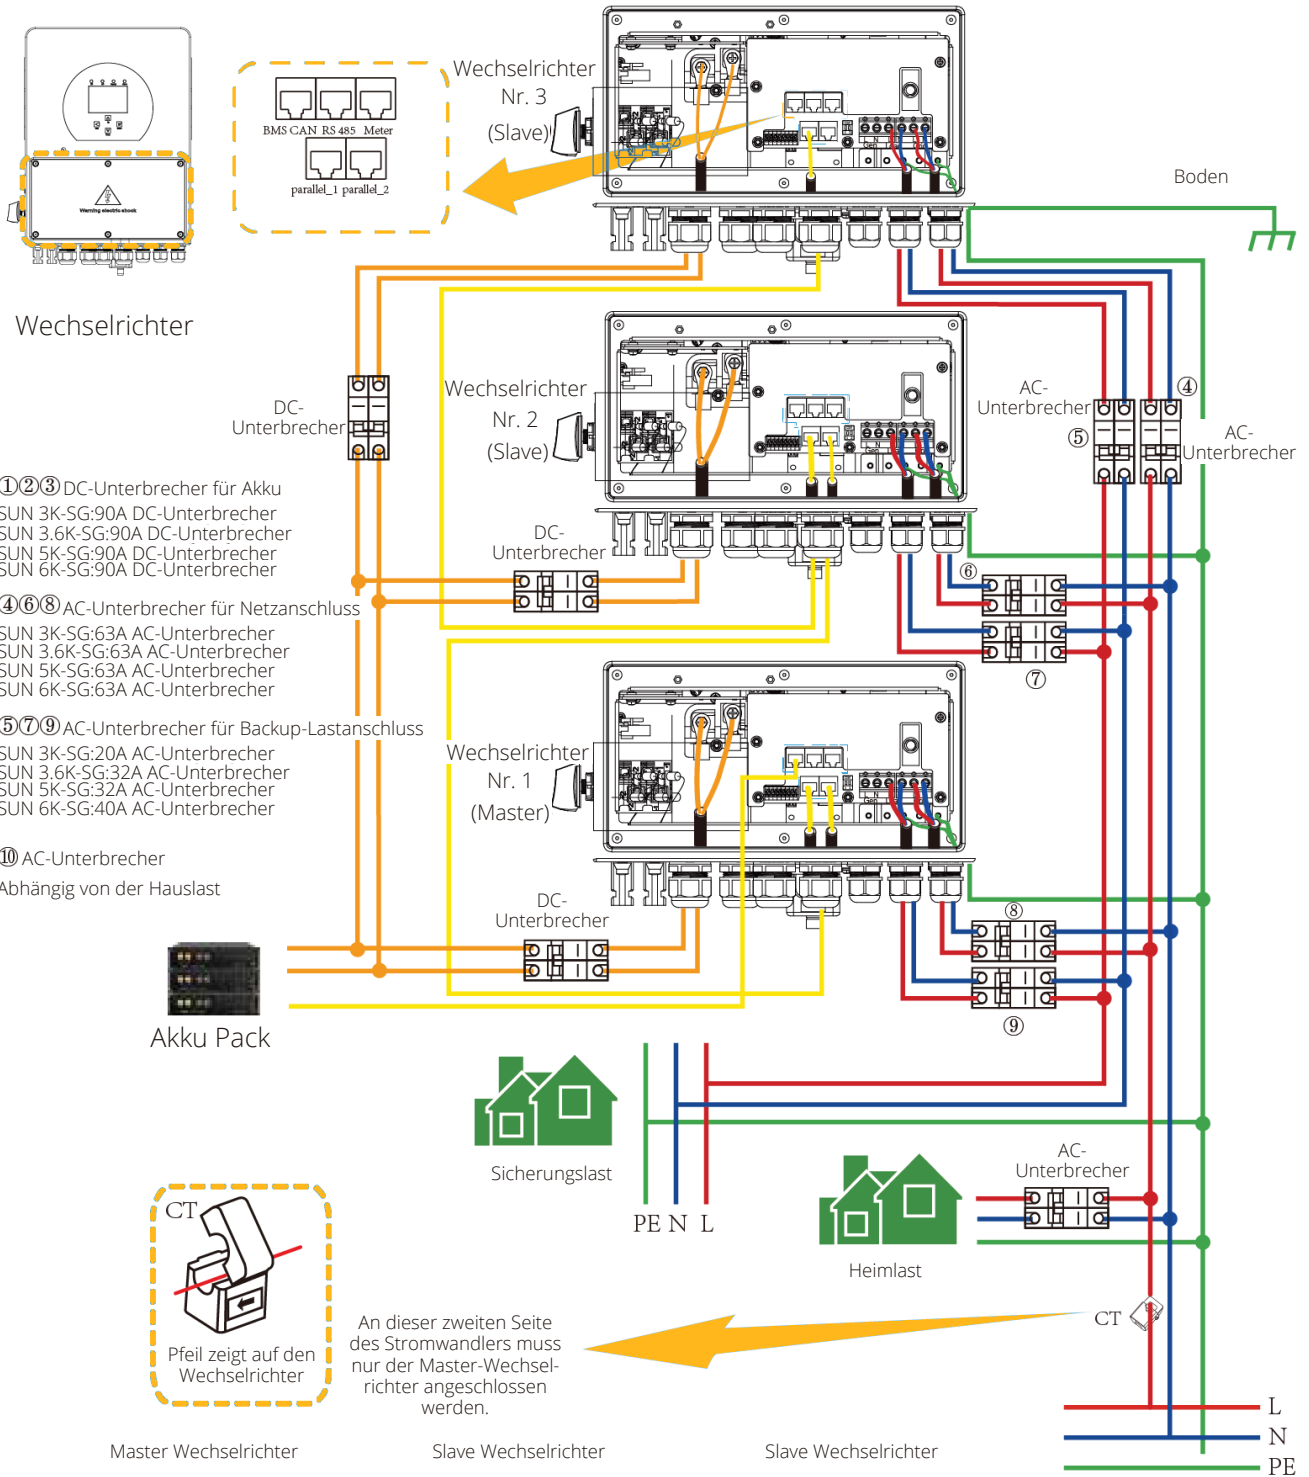 Warning electric shock
Wechselrichter
BMS CAN RS 485 Meter
parallel_1 parallel_2
Wechselrichter
Nr. 3
(Slave)
Boden
Wechselrichter
Nr. 2
(Slave)
DC-
Unterbrecher
AC-
Unterbrecher
⑤
④
AC-
Unterbrecher
①②③ DC-Unterbrecher für Akku
SUN 3K-SG:90A DC-Unterbrecher
SUN 3.6K-SG:90A DC-Unterbrecher
SUN 5K-SG:90A DC-Unterbrecher
SUN 6K-SG:90A DC-Unterbrecher
④⑥⑧ AC-Unterbrecher für Netzanschluss
SUN 3K-SG:63A AC-Unterbrecher
SUN 3.6K-SG:63A AC-Unterbrecher
SUN 5K-SG:63A AC-Unterbrecher
SUN 6K-SG:63A AC-Unterbrecher
⑤⑦⑨ AC-Unterbrecher für Backup-Lastanschluss
SUN 3K-SG:20A AC-Unterbrecher
SUN 3.6K-SG:32A AC-Unterbrecher
SUN 5K-SG:32A AC-Unterbrecher
SUN 6K-SG:40A AC-Unterbrecher
⑩ AC-Unterbrecher
Abhängig von der Hauslast
DC-
Unterbrecher
⑥
⑦
Wechselrichter
Nr. 1
(Master)
DC-
Unterbrecher
⑧
⑨
Akku Pack
Sicherungslast
PE N L
AC-
Unterbrecher
Heimlast
CT
Pfeil zeigt auf den
Wechselrichter
An dieser zweiten Seite
des Stromwandlers muss
nur der Master-Wechsel-
richter angeschlossen
werden.
CT
L
N
PE
Master Wechselrichter
Slave Wechselrichter
Slave Wechselrichter